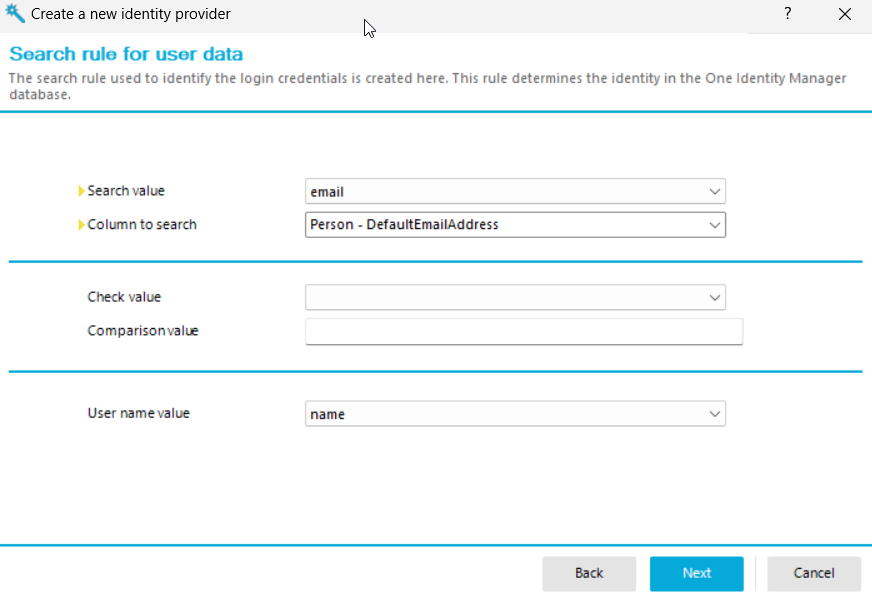 Create a new identity provider ?
Search rule for user data
The search rule used to identify the login credentials is created here. This rule determines the identity in the One Identity Manager
database.
Search value email
Column to search Person - DefaultEmailAddress
Check value
Comparison value
User name value name
Back Next Cancel